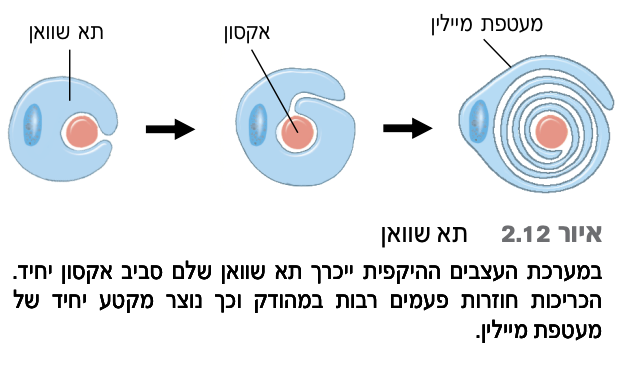 תא שוואן
אקסון
מעטפת מיילין
איור 2.12 תא שוואן
במערכת העצבים ההיקפית ייכרך תא שוואן שלם סביב אקסון יחיד.
הכריכות חוזרות פעמים רבות במהודק וכך נוצר מקטע יחיד של
מעטפת מיילין.